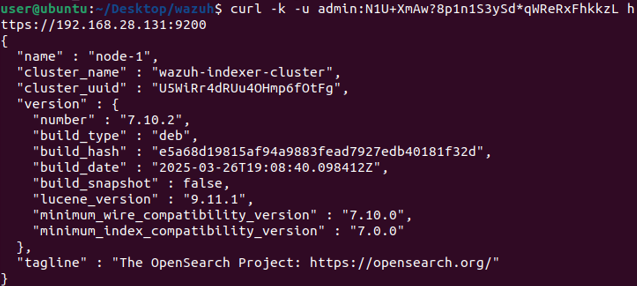 user@ubuntu:~/Desktop/wazuh$ curl -k -u admin:N1U+XmAw?8p1n1S3ySd*qWReRxFhkkzL h
ttps://192.168.28.131:9200
{
  "name" : "node-1",
  "cluster_name" : "wazuh-indexer-cluster",
  "cluster_uuid" : "U5WiRr4dRUu4OHmp6fOtFg",
  "version" : {
    "number" : "7.10.2",
    "build_type" : "deb",
    "build_hash" : "e5a68d19815af94a9883fead7927edb40181f32d",
    "build_date" : "2025-03-26T19:08:40.098412Z",
    "build_snapshot" : false,
    "lucene_version" : "9.11.1",
    "minimum_wire_compatibility_version" : "7.10.0",
    "minimum_index_compatibility_version" : "7.0.0"
  },
  "tagline" : "The OpenSearch Project: https://opensearch.org/"
}